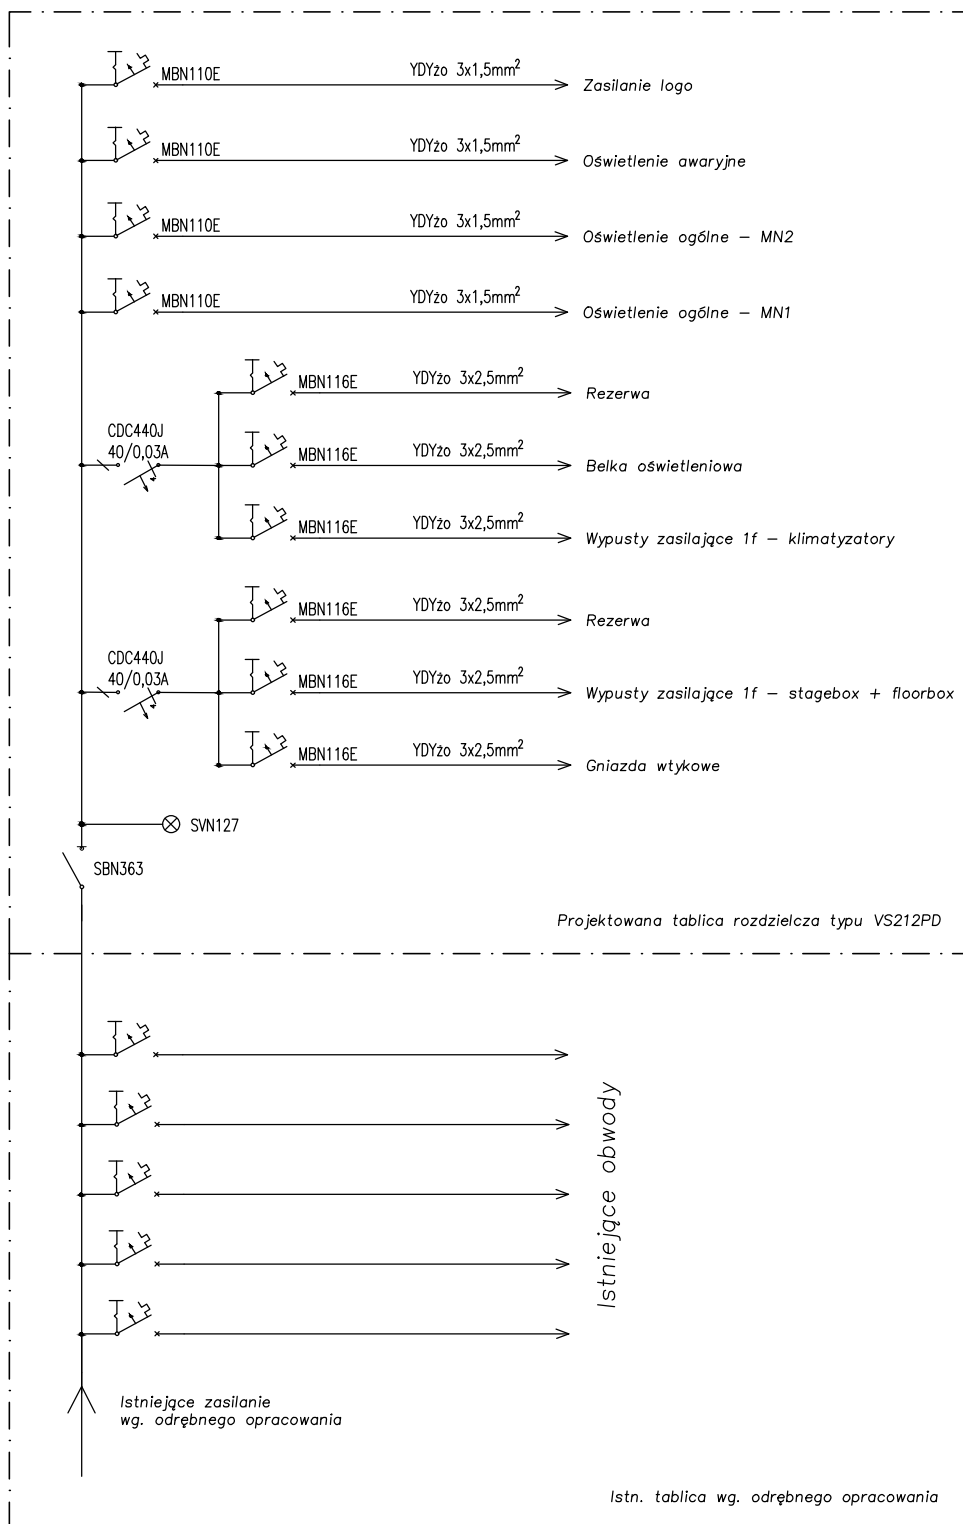 MBN110E YDYżo 3x1,5mm² Zasilanie logo
MBN110E YDYżo 3x1,5mm² Oświetlenie awaryjne
MBN110E YDYżo 3x1,5mm² Oświetlenie ogólne – MN2
MBN110E YDYżo 3x1,5mm² Oświetlenie ogólne – MN1
MBN116E YDYżo 3x2,5mm² Rezerwa
CDC440J
40/0,03A
MBN116E YDYżo 3x2,5mm² Belka oświetleniowa
MBN116E YDYżo 3x2,5mm² Wypusty zasilające 1f – klimatyzatory
MBN116E YDYżo 3x2,5mm² Rezerwa
CDC440J
40/0,03A
MBN116E YDYżo 3x2,5mm² Wypusty zasilające 1f – stagebox + floorbox
MBN116E YDYżo 3x2,5mm² Gniazda wtykowe
SVN127
SBN363
Projektowana tablica rozdzielcza typu VS212PD
Istniejące obwody
Istniejące zasilanie
wg. odrębnego opracowania
Istn. tablica wg. odrębnego opracowania